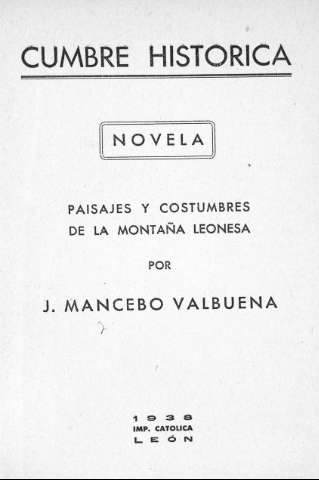 CUMBRE HISTORICA
NOVELA
PAISAJES Y COSTUMBRES
DE LA MONTAÑA LEONESA
POR
J. MANCEBO VALBUENA
1938
IMP. CATOLICA
LEÓN